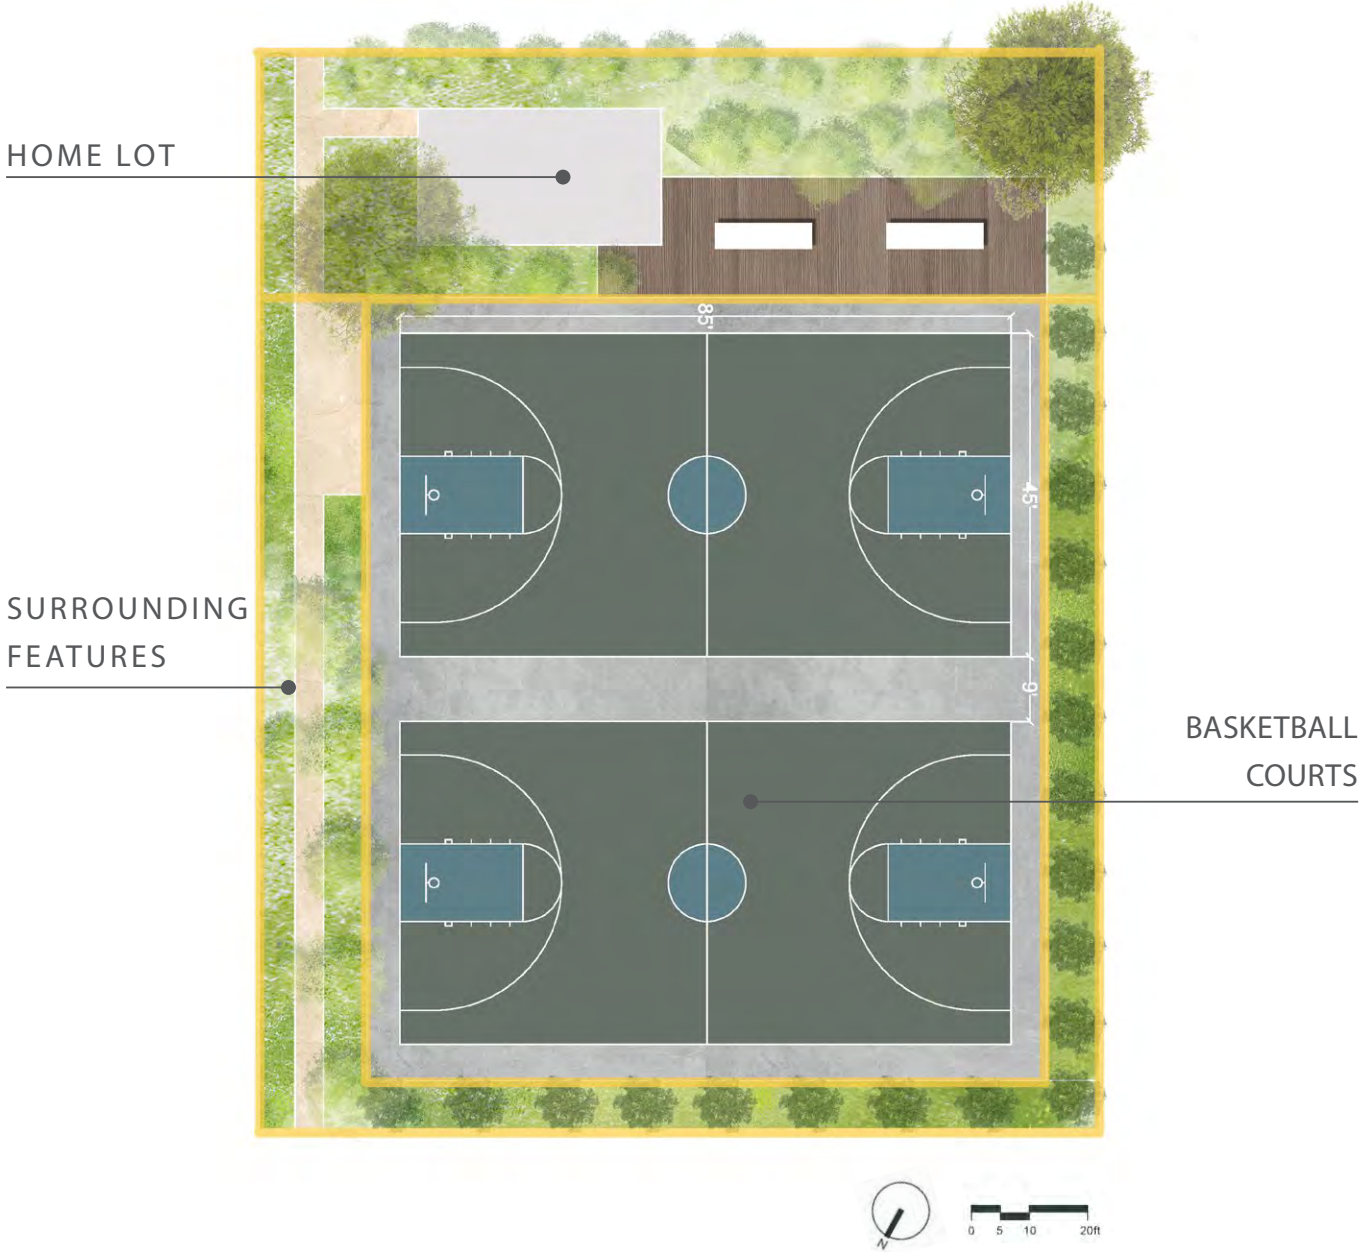 HOME LOT
85'
45'
SURROUNDING
FEATURES
9'
BASKETBALL
COURTS
N
0 5 10 20ft